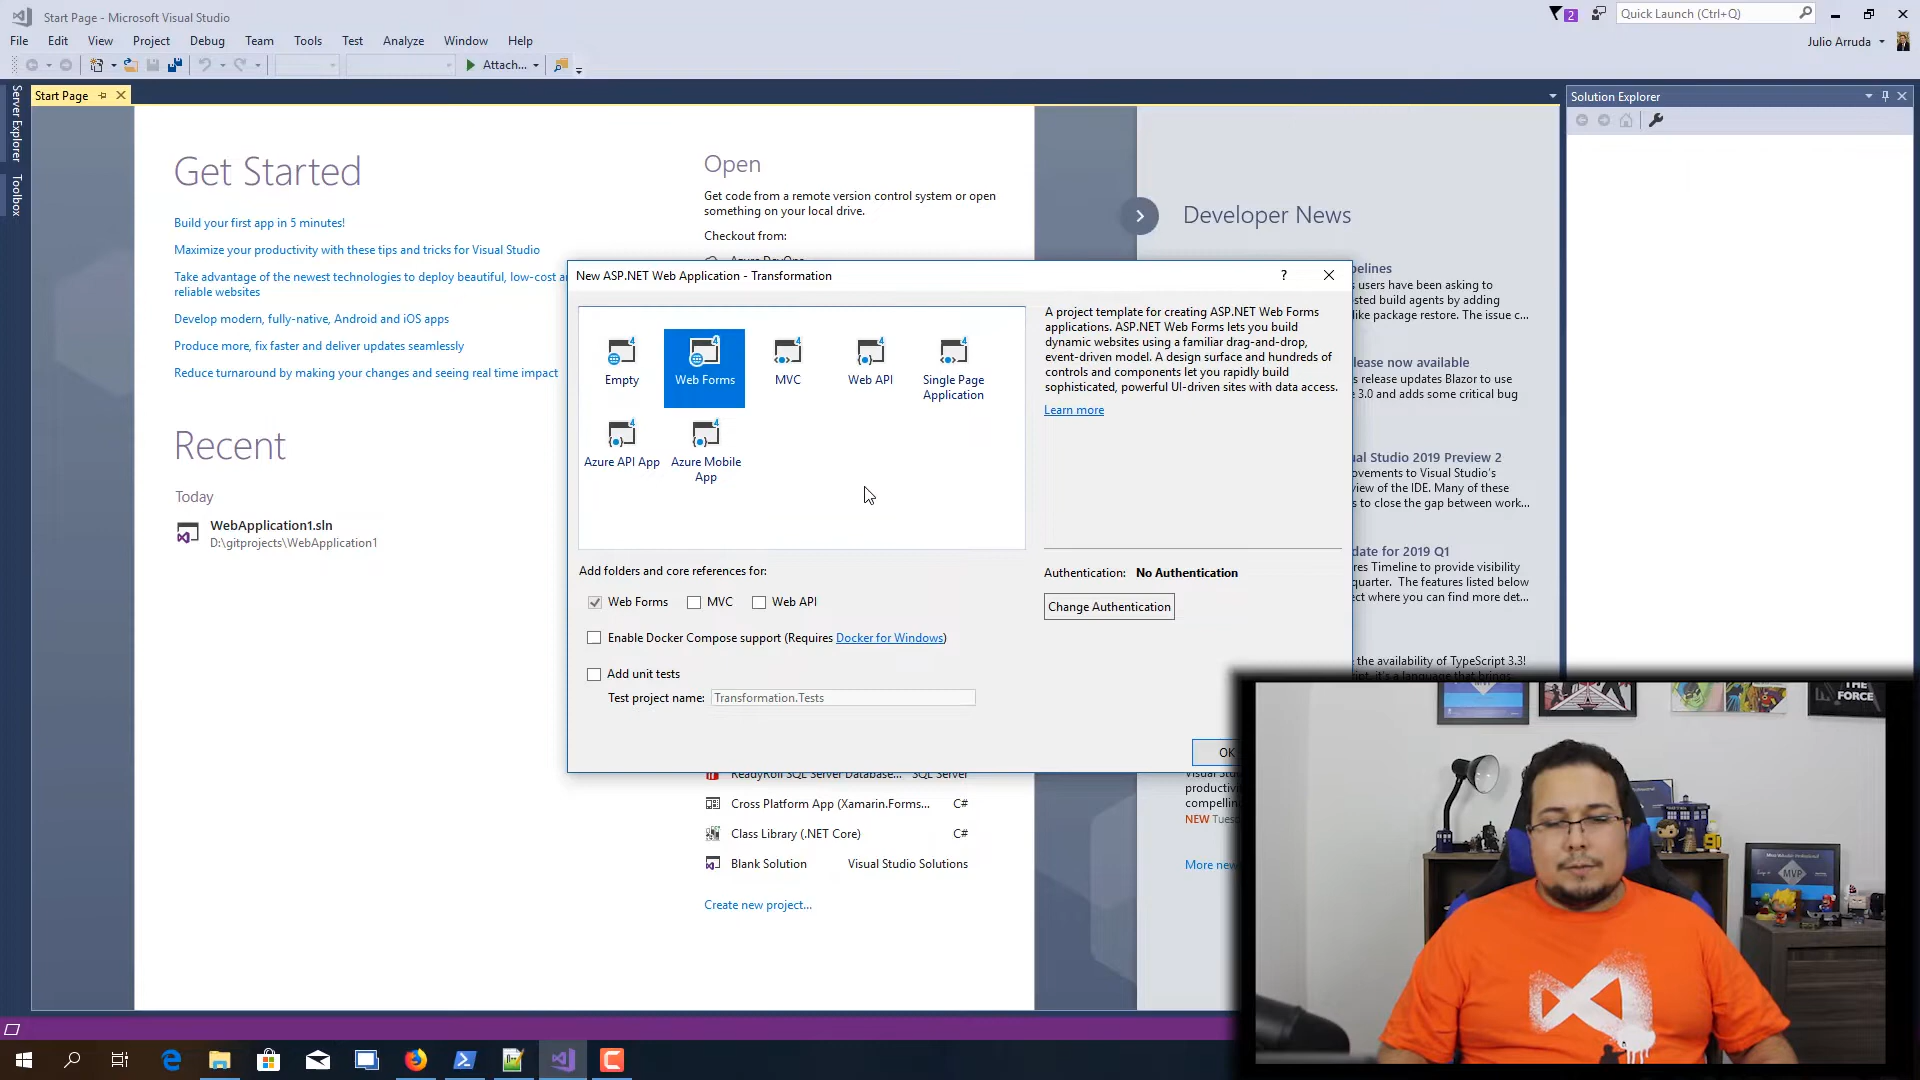 Start Page - Microsoft Visual Studio
2
Quick Launch (Ctrl+Q)
File Edit View Project Debug Team Tools Test Analyze Window Help
Julio Arruda
Attach...
Server Explorer
Toolbox
Start Page
Solution Explorer
Get Started
Build your first app in 5 minutes!
Maximize your productivity with these tips and tricks for Visual Studio
Take advantage of the newest technologies to deploy beautiful, low-cost
reliable websites
Develop modern, fully-native, Android and iOS apps
Produce more, fix faster and deliver updates seamlessly
Reduce turnaround by making your changes and seeing real time impact
Recent
Today
WebApplication1.sln
D:\gitprojects\WebApplication1
Open
Get code from a remote version control system or open
something on your local drive.
Checkout from:
Developer News
pelines
s users have been asking to
sted build agents by adding
like package restore. The issue c...
lease now available
s release updates Blazor to use
3.0 and adds some critical bug
al Studio 2019 Preview 2
ovements to Visual Studio's
view of the IDE. Many of these
s to close the gap between work...
date for 2019 Q1
res Timeline to provide visibility
quarter. The features listed below
ct where you can find more det...
the availability of TypeScript 3.3!
New ASP.NET Web Application - Transformation
?
Empty
Web Forms
MVC
Web API
Single Page
Application
Azure API App
Azure Mobile
App
A project template for creating ASP.NET Web Forms
applications. ASP.NET Web Forms lets you build
dynamic websites using a familiar drag-and-drop,
event-driven model. A design surface and hundreds of
controls and components let you rapidly build
sophisticated, powerful UI-driven sites with data access.
Learn more
Add folders and core references for:
Web Forms MVC Web API
Enable Docker Compose support (Requires Docker for Windows)
Add unit tests
Test project name: Transformation.Tests
Authentication: No Authentication
Change Authentication
OK
ReadyRoll SQL Server Database... SQL Server
Cross Platform App (Xamarin.Forms... C#
Class Library (.NET Core) C#
Blank Solution Visual Studio Solutions
Create new project...
Visual Stu
productivi
compelling
NEW Tues
More new
THE
FORCE
MVP